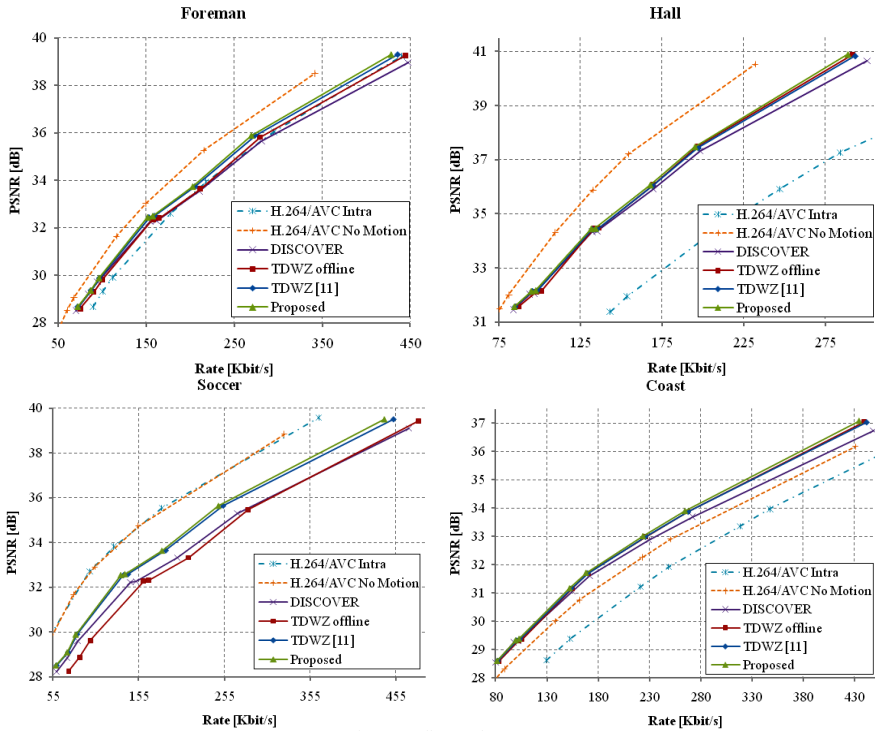 Foreman
40
38
36
34
32
30
28
PSNR [dB]
50
150
250
350
450
Rate [Kbit/s]
H.264/AVC Intra
H.264/AVC No Motion
DISCOVER
TDWZ offline
TDWZ [11]
Proposed
Hall
41
39
37
35
33
31
PSNR [dB]
75
125
175
225
275
Rate [Kbit/s]
H.264/AVC Intra
H.264/AVC No Motion
DISCOVER
TDWZ offline
TDWZ [11]
Proposed
Soccer
40
38
36
34
32
30
28
PSNR [dB]
55
155
255
355
455
Rate [Kbit/s]
H.264/AVC Intra
H.264/AVC No Motion
DISCOVER
TDWZ offline
TDWZ [11]
Proposed
Coast
37
36
35
34
33
32
31
30
29
28
PSNR [dB]
80
130
180
230
280
330
380
430
Rate [Kbit/s]
H.264/AVC Intra
H.264/AVC No Motion
DISCOVER
TDWZ offline
TDWZ [11]
Proposed